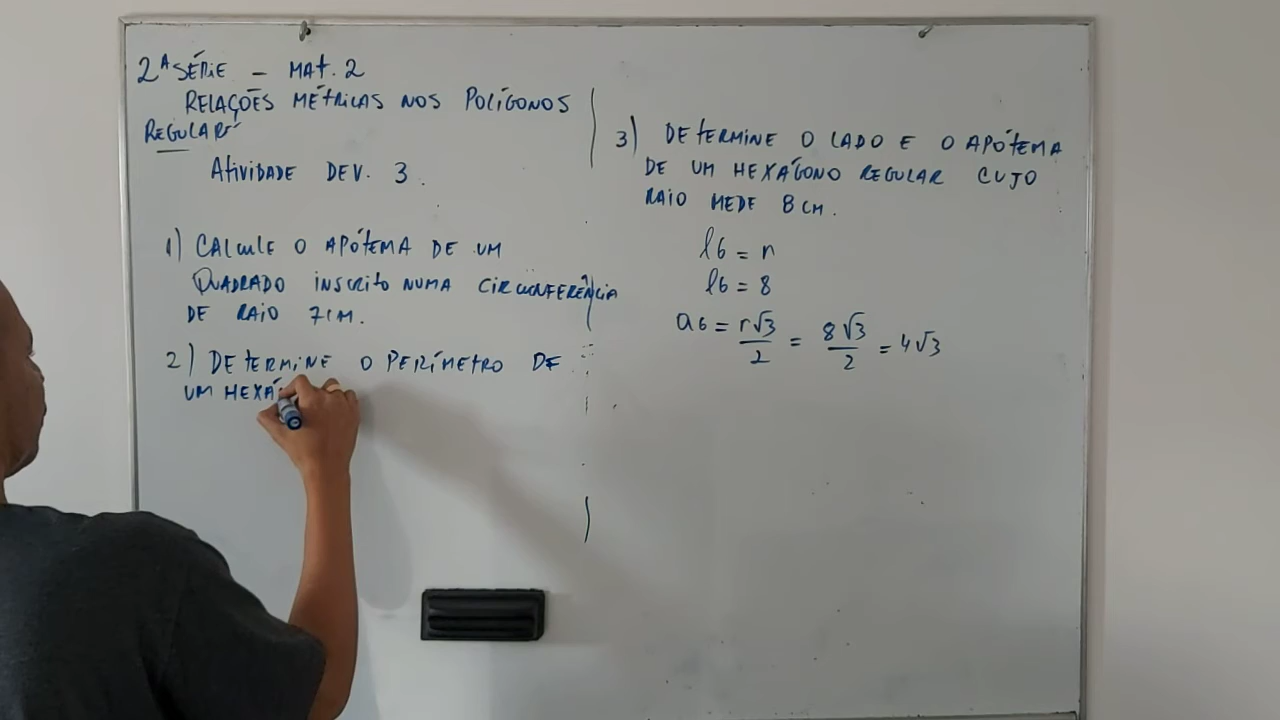 2ª SÉRIE - MAT. 2
RELAÇÕES MÉTRICAS NOS POLÍGONOS
REGULARES
ATIVIDADE DEV. 3.
1) CALCULE O APÓTEMA DE UM
QUADRADO INSCRITO NUMA CIRCUNFERÊNCIA
DE RAIO 7CM.
2) DETERMINE O PERÍMETRO DE
UM HEXÁ
3) DETERMINE O LADO E O APÓTEMA
DE UM HEXÁGONO REGULAR CUJO
RAIO MEDE 8CM.
l6 = r
l6 = 8
a6 = r√3/2 = 8√3/2 = 4√3